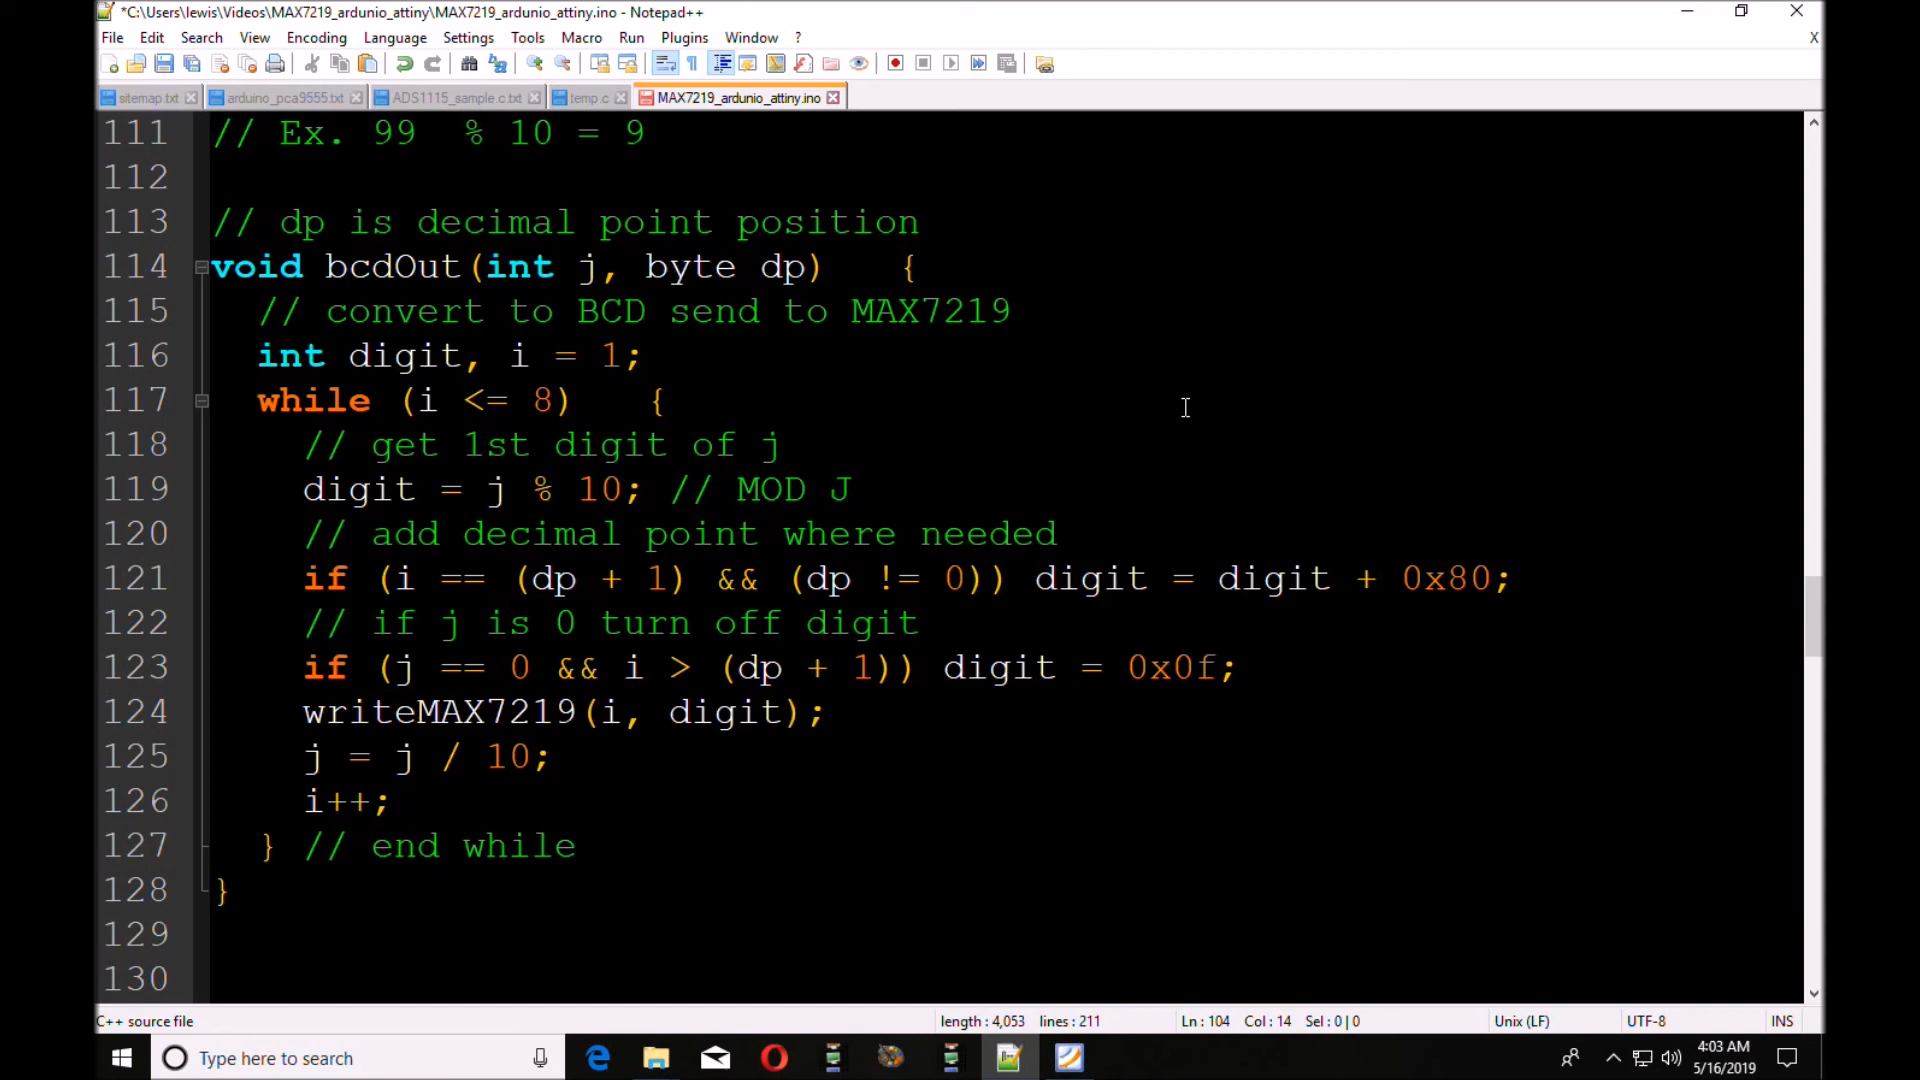 *C:\Users\lewis\Videos\MAX7219_ardunio_attiny\MAX7219_ardunio_attiny.ino - Notepad++
File Edit Search View Encoding Language Settings Tools Macro Run Plugins Window ? X
sitemap.txt arduino_pca9555.txt ADS1115_sample.c.txt temp.c MAX7219_ardunio_attiny.ino
111 // Ex. 99 % 10 = 9
112
113 // dp is decimal point position
114 void bcdOut(int j, byte dp) {
115 // convert to BCD send to MAX7219
116 int digit, i = 1;
117 while (i <= 8) {
118 // get 1st digit of j
119 digit = j % 10; // MOD J
120 // add decimal point where needed
121 if (i == (dp + 1) && (dp != 0)) digit = digit + 0x80;
122 // if j is 0 turn off digit
123 if (j == 0 && i > (dp + 1)) digit = 0x0f;
124 writeMAX7219(i, digit);
125 j = j / 10;
126 i++;
127 } // end while
128 }
129
130
C++ source file length : 4,053 lines : 211 Ln : 104 Col : 14 Sel : 0 | 0 Unix (LF) UTF-8 INS
Type here to search 4:03 AM
5/16/2019